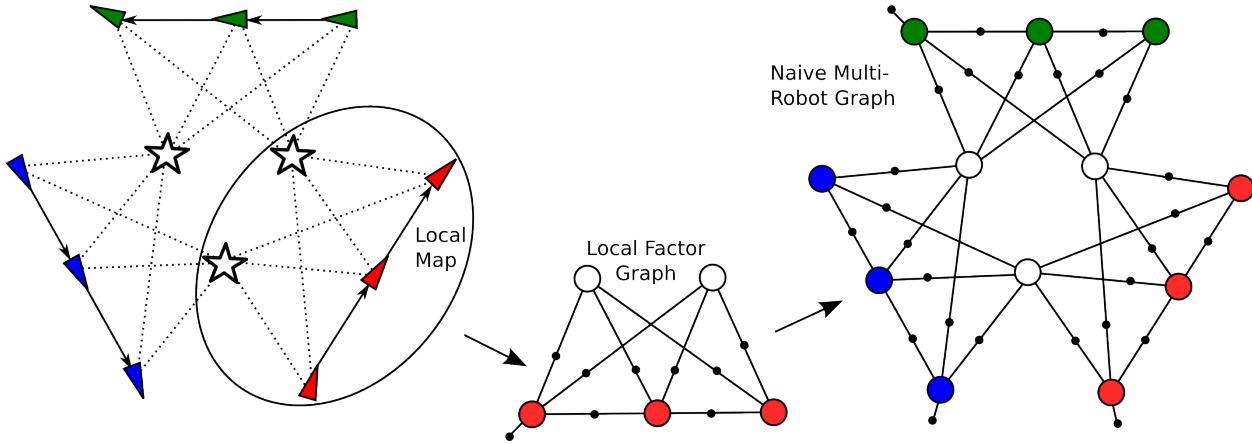 Local
Map
Local Factor
Graph
Naive Multi-
Robot Graph